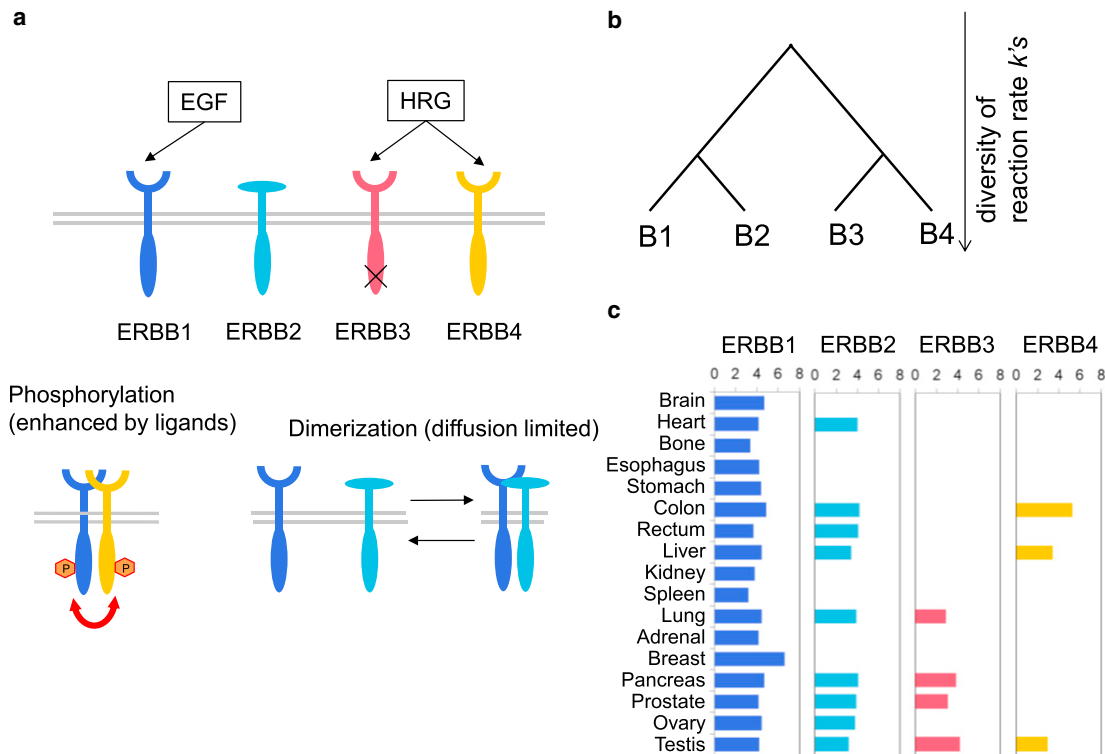 a
EGF
HRG
ERBB1 ERBB2 ERBB3 ERBB4
Phosphorylation
(enhanced by ligands)
P P
Dimerization (diffusion limited)
b
B1 B2 B3 B4
diversity of
reaction rate k's
c
ERBB1 ERBB2 ERBB3 ERBB4
0 2 4 6 8 0 2 4 6 8 0 2 4 6 8 0 2 4 6 8
Brain
Heart
Bone
Esophagus
Stomach
Colon
Rectum
Liver
Kidney
Spleen
Lung
Adrenal
Breast
Pancreas
Prostate
Ovary
Testis